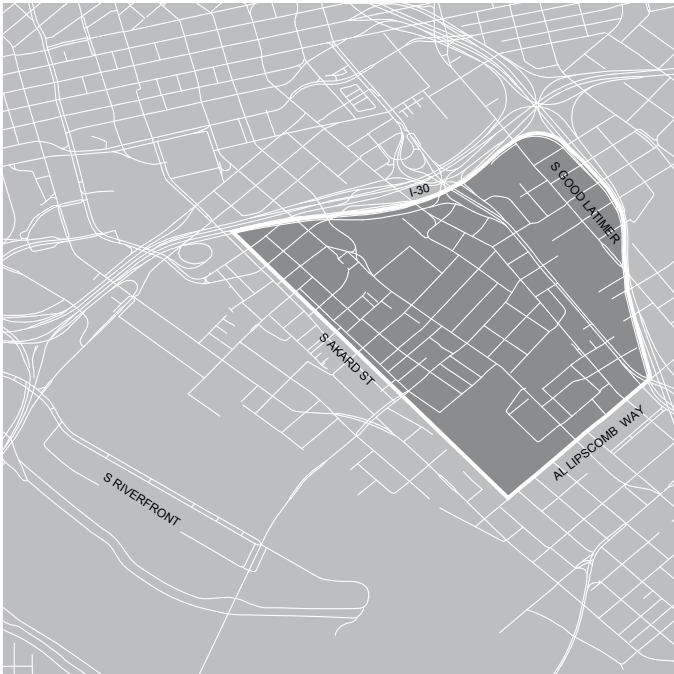 I-30
S GOOD LATIMER
S AKARD ST
AL LIPSCOMB WAY
S RIVERFRONT